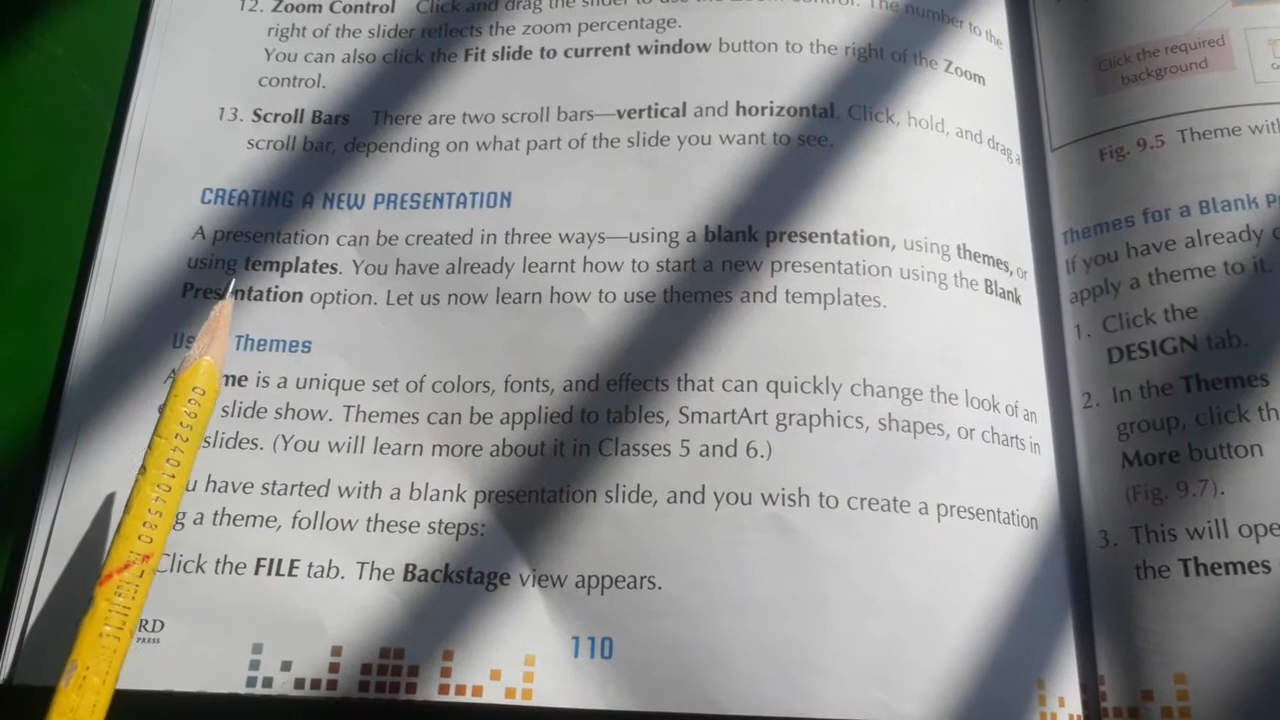 12. Zoom Control Click and drag the slider to use the Zoom control. The number to the
right of the slider reflects the zoom percentage.
You can also click the Fit slide to current window button to the right of the Zoom
control.
13. Scroll Bars There are two scroll bars—vertical and horizontal. Click, hold, and drag a
scroll bar, depending on what part of the slide you want to see.
CREATING A NEW PRESENTATION
A presentation can be created in three ways—using a blank presentation, using themes, or
using templates. You have already learnt how to start a new presentation using the Blank
Presentation option. Let us now learn how to use themes and templates.
Us Themes
A me is a unique set of colors, fonts, and effects that can quickly change the look of an
slide show. Themes can be applied to tables, SmartArt graphics, shapes, or charts in
slides. (You will learn more about it in Classes 5 and 6.)
u have started with a blank presentation slide, and you wish to create a presentation
g a theme, follow these steps:
Click the FILE tab. The Backstage view appears.
RD
PRESS
110
Click the required
background
Fig. 9.5 Theme wit
Themes for a Blank P
If you have already
apply a theme to it.
1. Click the
DESIGN tab.
2. In the Themes
group, click th
More button
(Fig. 9.7).
3. This will ope
the Themes